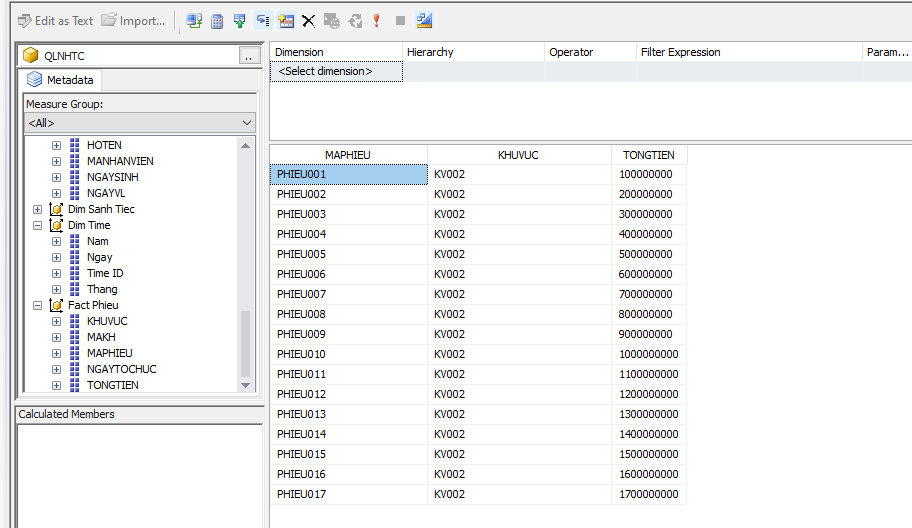 Edit as Text Import...
QLNHTC ..
Metadata
Measure Group:
<All>
HOTEN
MANHANVIEN
NGAYSINH
NGAYVL
Dim Sanh Tiec
Dim Time
Nam
Ngay
Time ID
Thang
Fact Phieu
KHUVUC
MAKH
MAPHIEU
NGAYTOCHUC
TONGTIEN
Calculated Members
Dimension Hierarchy Operator Filter Expression Param...
<Select dimension>
MAPHIEU KHUVUC TONGTIEN
PHIEU001 KV002 100000000
PHIEU002 KV002 200000000
PHIEU003 KV002 300000000
PHIEU004 KV002 400000000
PHIEU005 KV002 500000000
PHIEU006 KV002 600000000
PHIEU007 KV002 700000000
PHIEU008 KV002 800000000
PHIEU009 KV002 900000000
PHIEU010 KV002 1000000000
PHIEU011 KV002 1100000000
PHIEU012 KV002 1200000000
PHIEU013 KV002 1300000000
PHIEU014 KV002 1400000000
PHIEU015 KV002 1500000000
PHIEU016 KV002 1600000000
PHIEU017 KV002 1700000000